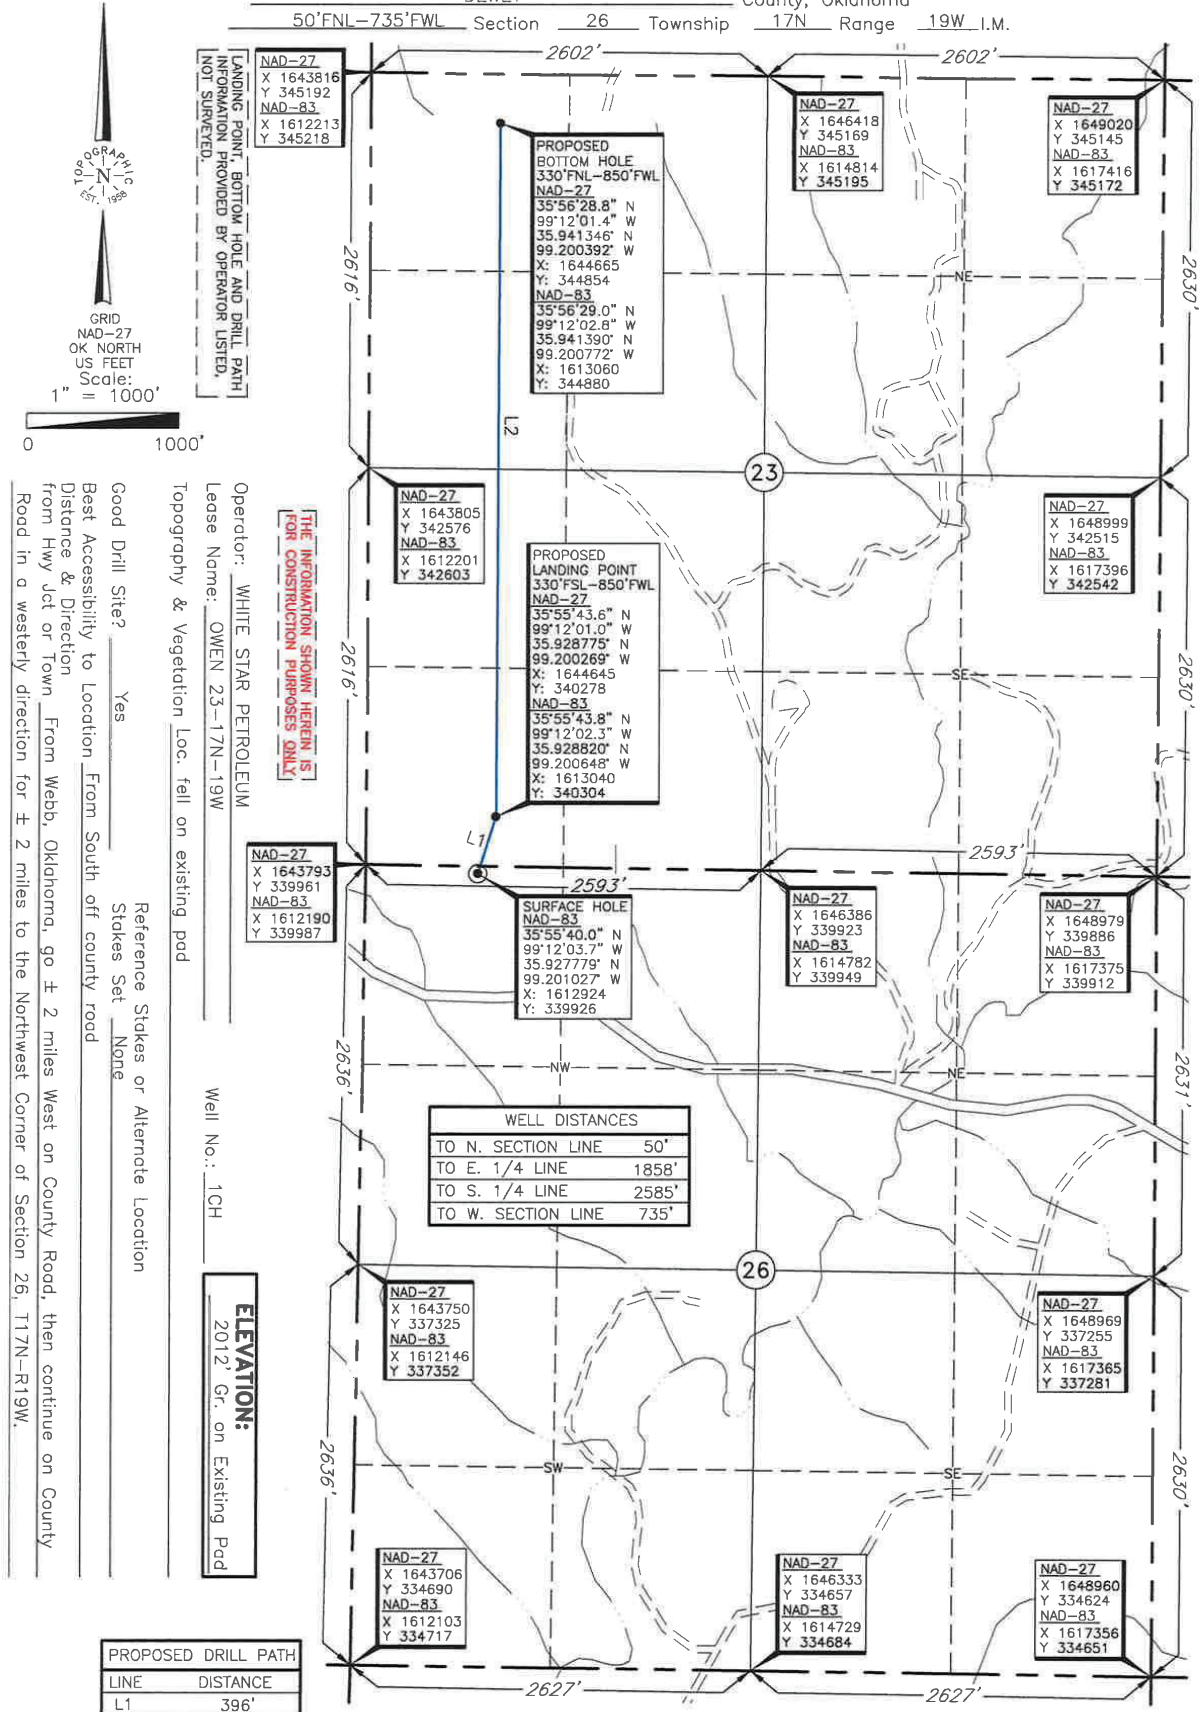 County, Oklahoma
50'FNL-735'FWL Section 26 Township 17N Range 19W I.M.
TOPOGRAPHIC
N
EST. 1958
GRID
NAD-27
OK NORTH
US FEET
Scale:
1" = 1000'
0 1000'
LANDING POINT, BOTTOM HOLE AND DRILL PATH
INFORMATION PROVIDED BY OPERATOR LISTED,
NOT SURVEYED.
2602'
2602'
NAD-27
X 1643816
Y 345192
NAD-83
X 1612213
Y 345218
NAD-27
X 1646418
Y 345169
NAD-83
X 1614814
Y 345195
NAD-27
X 1649020
Y 345145
NAD-83
X 1617416
Y 345172
PROPOSED
BOTTOM HOLE
330'FNL-850'FWL
NAD-27
35°56'28.8" N
99°12'01.4" W
35.941346° N
99.200392° W
X: 1644665
Y: 344854
NAD-83
35°56'29.0" N
99°12'02.8" W
35.941390° N
99.200772° W
X: 1613060
Y: 344880
2616'
NE
2630'
L2
23
NAD-27
X 1643805
Y 342576
NAD-83
X 1612201
Y 342603
NAD-27
X 1648999
Y 342515
NAD-83
X 1617396
Y 342542
PROPOSED
LANDING POINT
330'FSL-850'FWL
NAD-27
35°55'43.6" N
99°12'01.0" W
35.928775° N
99.200269° W
X: 1644645
Y: 340278
NAD-83
35°55'43.8" N
99°12'02.3" W
35.928820° N
99.200648° W
X: 1613040
Y: 340304
2616'
SE
2630'
THE INFORMATION SHOWN HEREIN IS
FOR CONSTRUCTION PURPOSES ONLY
L1
2593'
2593'
NAD-27
X 1643793
Y 339961
NAD-83
X 1612190
Y 339987
SURFACE HOLE
NAD-83
35°55'40.0" N
99°12'03.7" W
35.927779° N
99.201027° W
X: 1612924
Y: 339926
NAD-27
X 1646386
Y 339923
NAD-83
X 1614782
Y 339949
NAD-27
X 1648979
Y 339886
NAD-83
X 1617375
Y 339912
2636'
NW
NE
2631'
WELL DISTANCES
TO N. SECTION LINE 50'
TO E. 1/4 LINE 1858'
TO S. 1/4 LINE 2585'
TO W. SECTION LINE 735'
26
NAD-27
X 1643750
Y 337325
NAD-83
X 1612146
Y 337352
NAD-27
X 1648969
Y 337255
NAD-83
X 1617365
Y 337281
2636'
SW
SE
2630'
NAD-27
X 1643706
Y 334690
NAD-83
X 1612103
Y 334717
NAD-27
X 1646333
Y 334657
NAD-83
X 1614729
Y 334684
NAD-27
X 1648960
Y 334624
NAD-83
X 1617356
Y 334651
2627'
2627'
Operator: WHITE STAR PETROLEUM
Lease Name: OWEN 23-17N-19W Well No.: 1CH
ELEVATION:
2012' Gr. on Existing Pad
Topography & Vegetation Loc. fell on existing pad
Reference Stakes or Alternate Location
Good Drill Site? Yes Stakes Set None
Best Accessibility to Location From South off county road
Distance & Direction
from Hwy Jct or Town From Webb, Oklahoma, go ± 2 miles West on County Road, then continue on County
Road in a westerly direction for ± 2 miles to the Northwest Corner of Section 26, T17N-R19W.
PROPOSED DRILL PATH
LINE DISTANCE
L1 396'